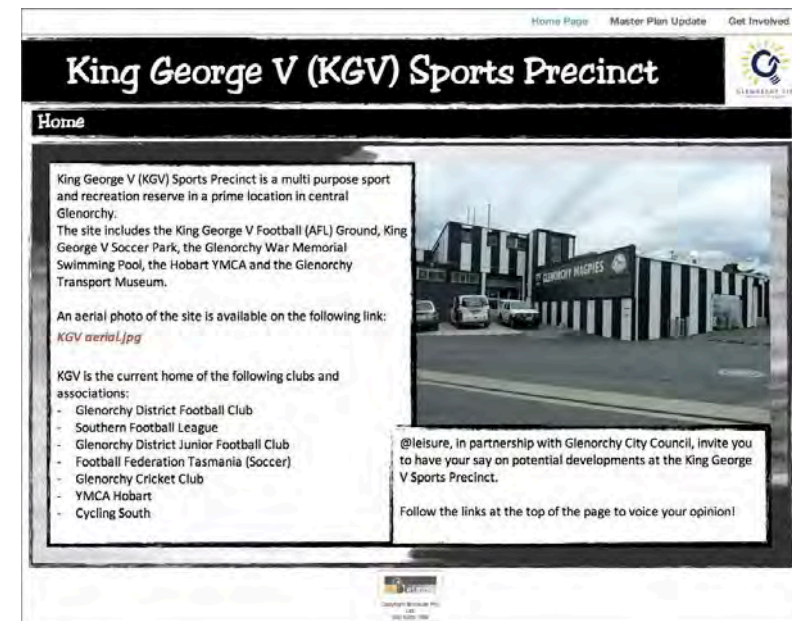 Home Page Master Plan Update Get Involved
King George V (KGV) Sports Precinct
GLENORCHY
Home
King George V (KGV) Sports Precinct is a multi purpose sport
and recreation reserve in a prime location in central
Glenorchy.
The site includes the King George V Football (AFL) Ground, King
George V Soccer Park, the Glenorchy War Memorial
Swimming Pool, the Hobart YMCA and the Glenorchy
Transport Museum.
An aerial photo of the site is available on the following link:
KGV aerial.jpg
KGV is the current home of the following clubs and
associations:
- Glenorchy District Football Club
- Southern Football League
- Glenorchy District Junior Football Club
- Football Federation Tasmania (Soccer)
- Glenorchy Cricket Club
- YMCA Hobart
- Cycling South
GLENORCHY MAGPIES
@leisure, in partnership with Glenorchy City Council, invite you
to have your say on potential developments at the King George
V Sports Precinct.
Follow the links at the top of the page to voice your opinion!